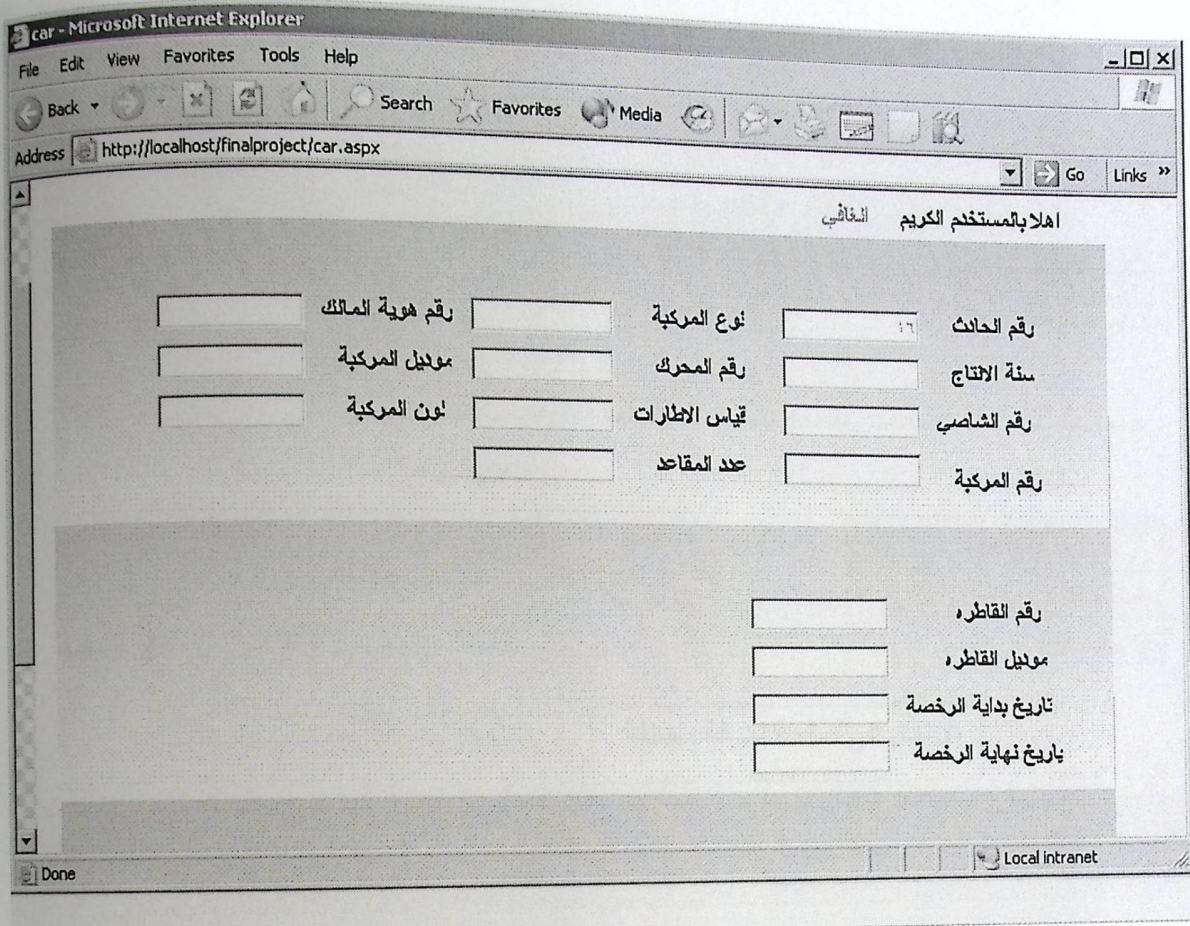 car - Microsoft Internet Explorer
File Edit View Favorites Tools Help
Back Search Favorites Media
Address http://localhost/finalproject/car.aspx Go Links »
اهلا بالمستخدم الكريم
رقم الحادث ١٦ نوع المركبة رقم هوية المالك
سنة الانتاج رقم المحرك موديل المركبة
رقم الشاصي قياس الاطارات لون المركبة
رقم المركبة عدد المقاعد
رقم القاطره
موديل القاطره
تاريخ بداية الرخصة
تاريخ نهاية الرخصة
Done Local intranet